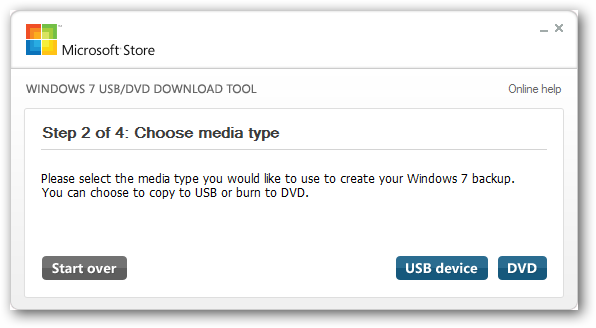 Microsoft Store
WINDOWS 7 USB/DVD DOWNLOAD TOOL
Online help
Step 2 of 4: Choose media type
Please select the media type you would like to use to create your Windows 7 backup.
You can choose to copy to USB or burn to DVD.
Start over
USB device
DVD